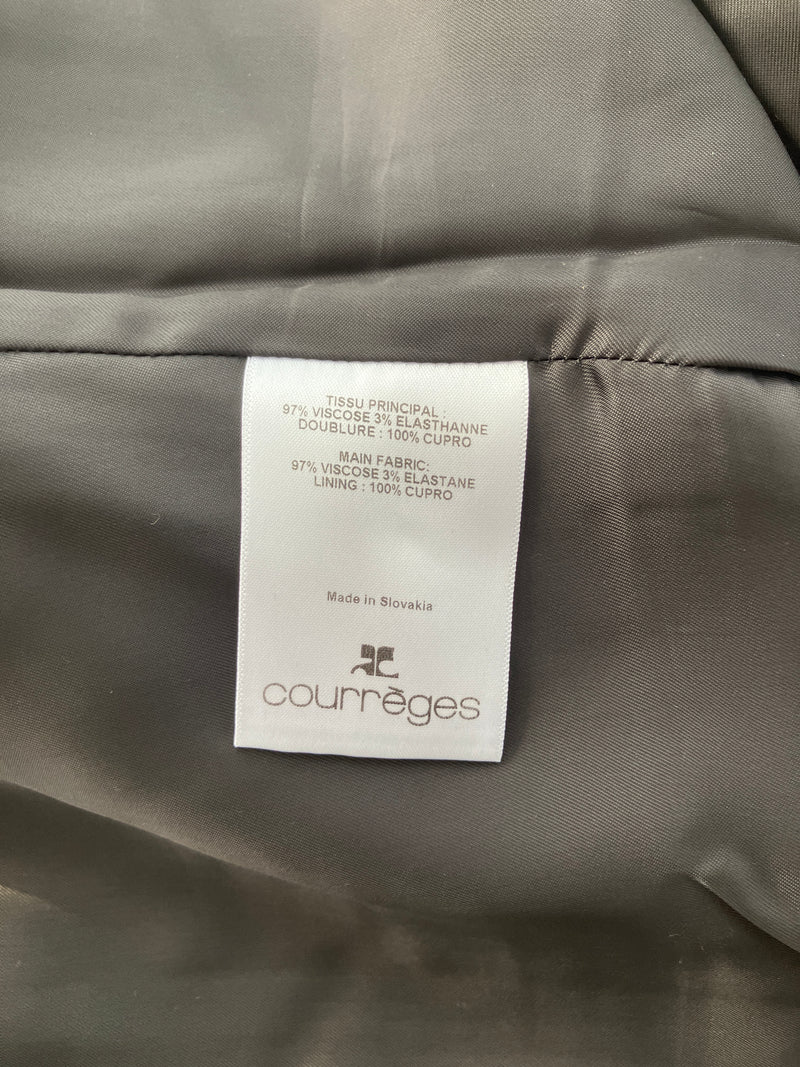 TISSU PRINCIPAL :
97% VISCOSE 3% ELASTHANNE
DOUBLURE : 100% CUPRO
MAIN FABRIC:
97% VISCOSE 3% ELASTANE
LINING : 100% CUPRO
Made in Slovakia
courrèges